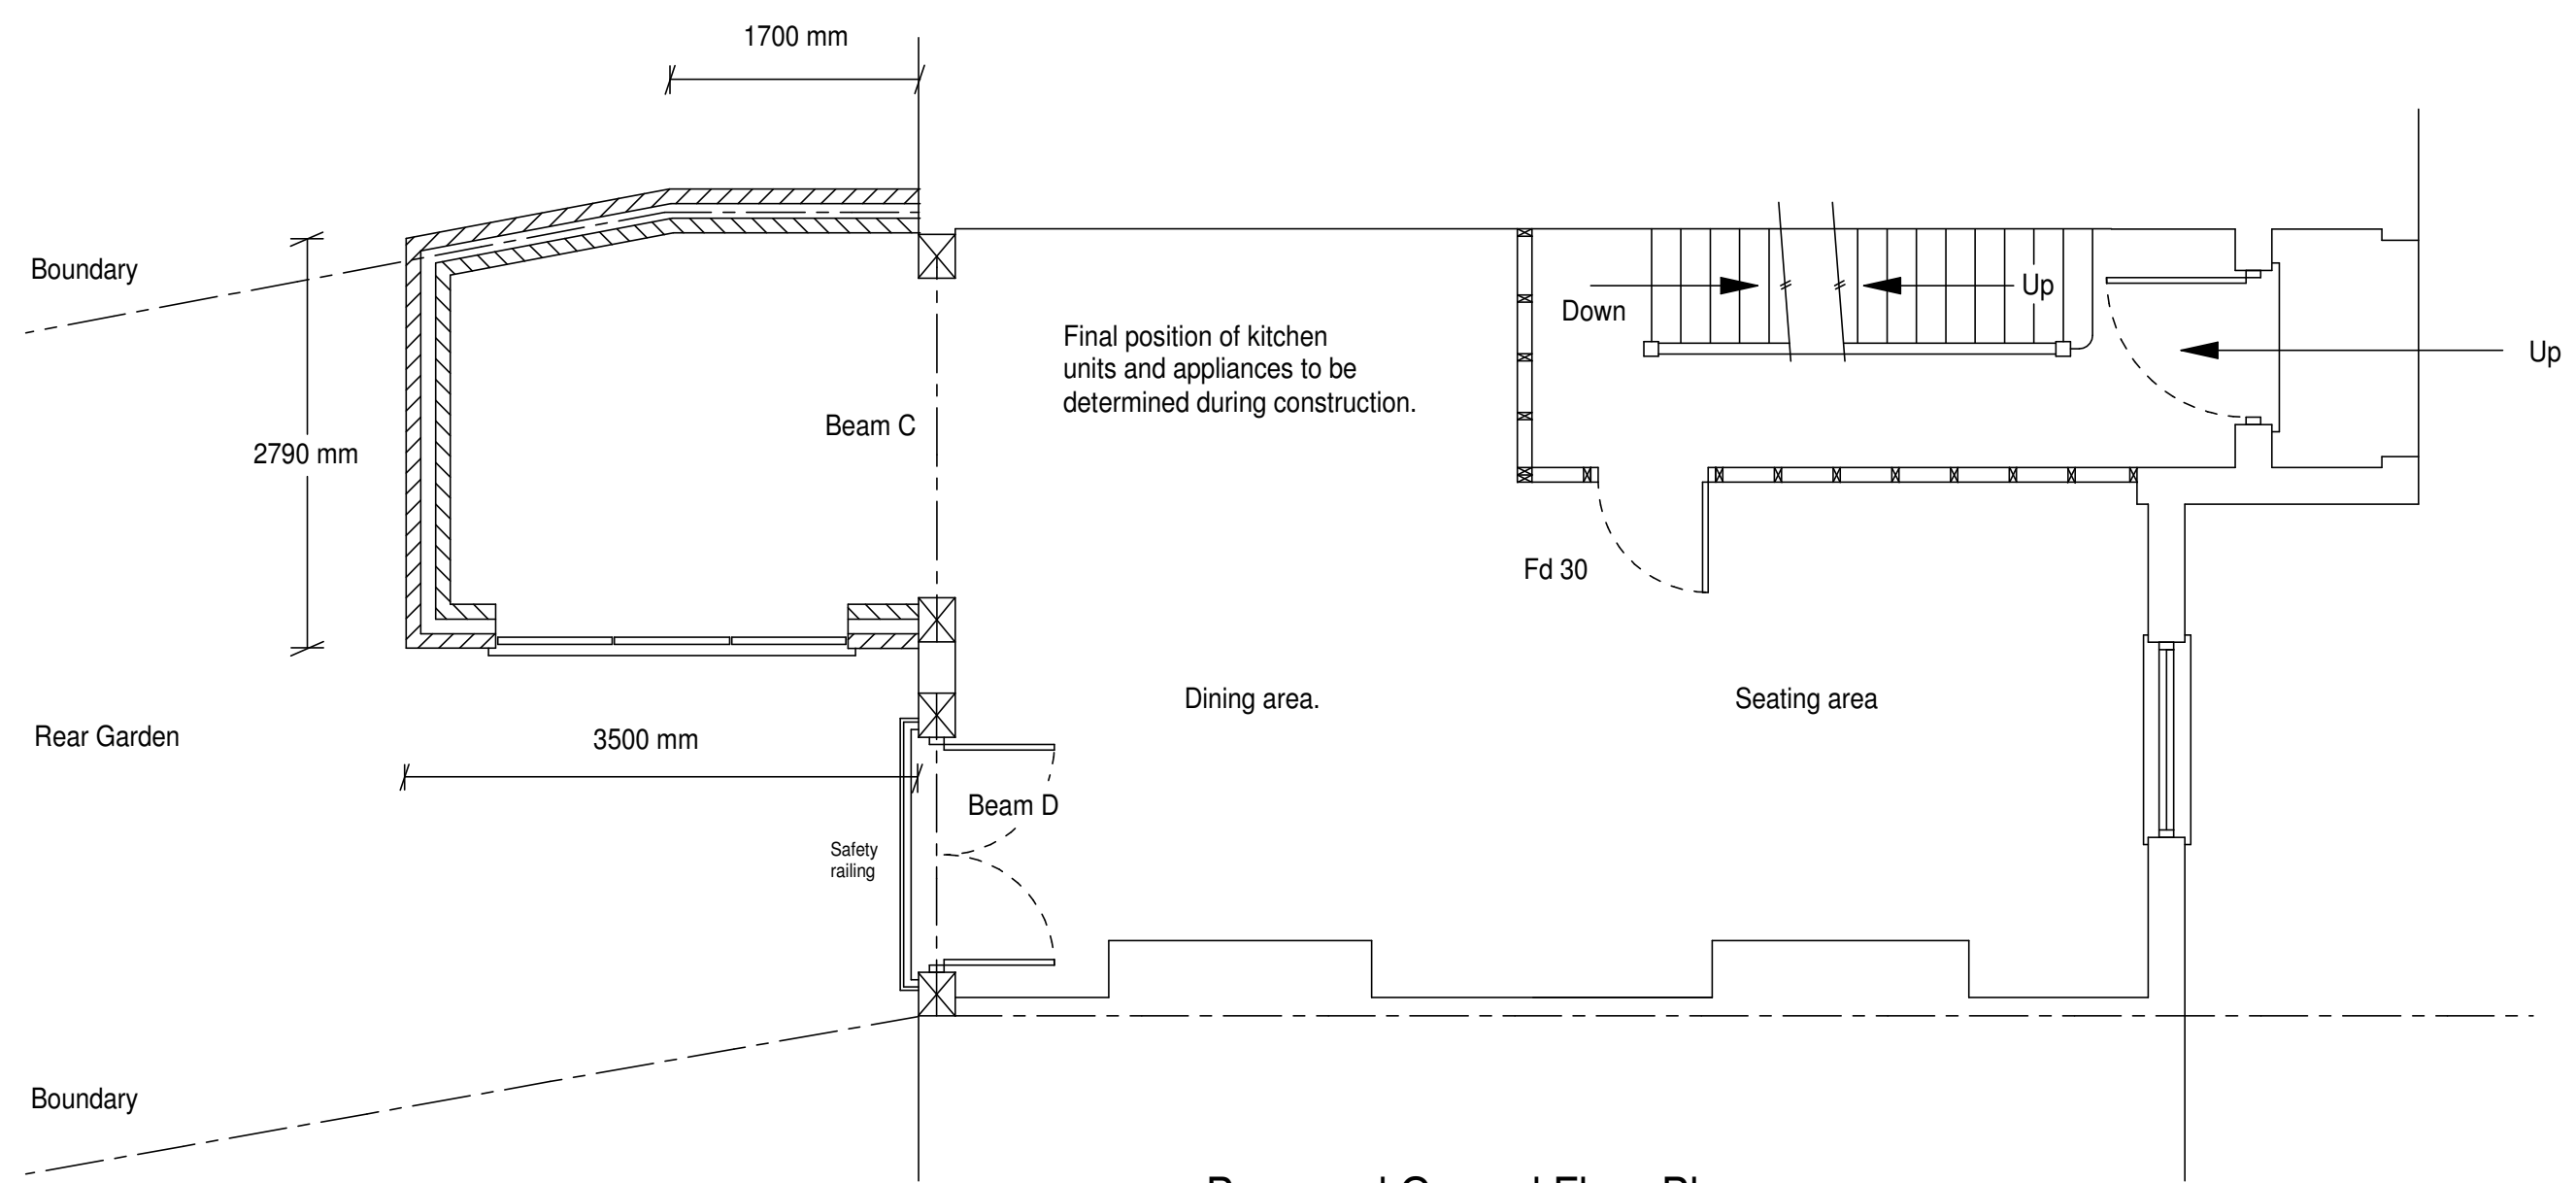 1700 mm
Boundary
Down
Up
Up
Final position of kitchen
units and appliances to be
determined during construction.
Beam C
2790 mm
Fd 30
Dining area.
Seating area
Rear Garden
3500 mm
Beam D
Safety
railing
Boundary